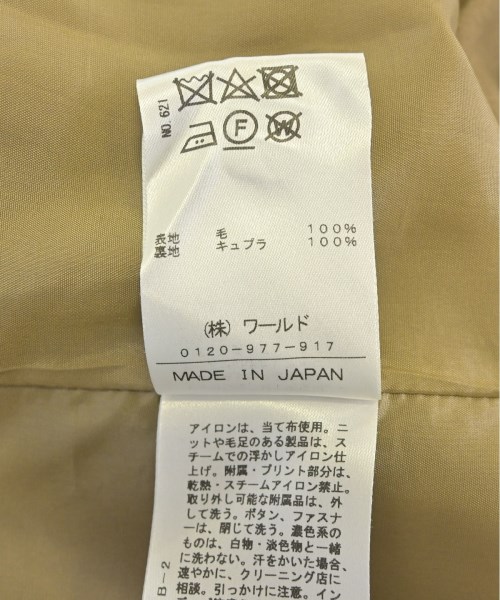 NO.621
F
W
表地 毛 100%
裏地 キュプラ 100%
(株) ワールド
0120-977-917
MADE IN JAPAN
アイロンは、当て布使用。ニ
ットや毛足のある製品は、ス
チームでの浮かしアイロン仕
上げ。附属・プリント部分は、
乾熱・スチームアイロン禁止。
取り外し可能な附属品は、外
して洗う。ボタン、ファスナ
ーは、閉じて洗う。濃色系の
ものは、白物・淡色物と一緒
に洗わない。汗をかいた場合、
速やかに、クリーニング店に
相談。引っかけに注意。イン
B-2